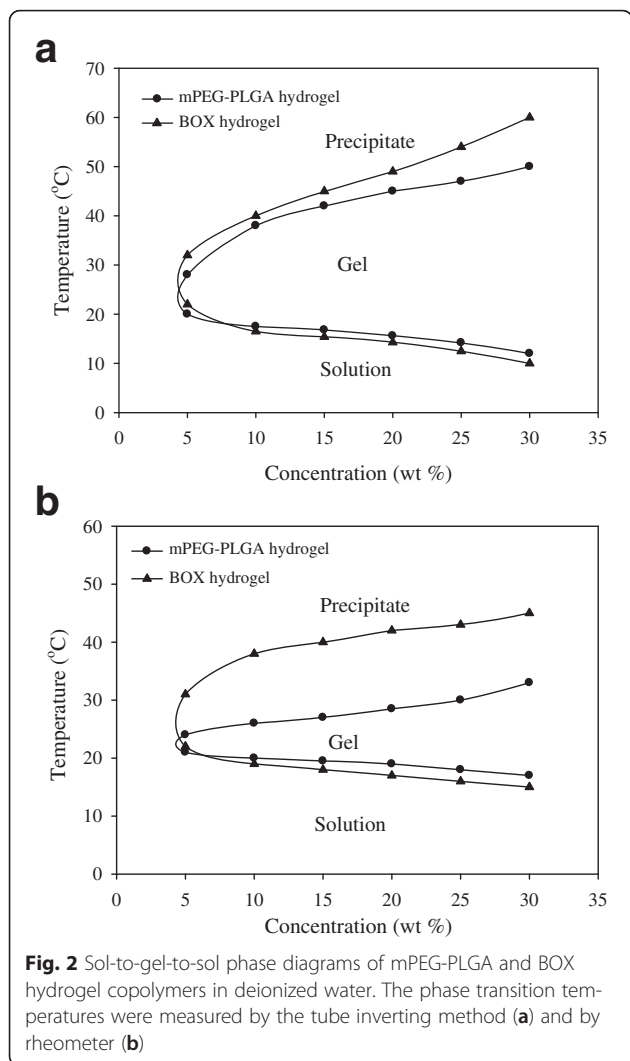 a
70
60
50
40
30
20
10
0
Temperature (°C)
mPEG-PLGA hydrogel
BOX hydrogel
Precipitate
Gel
Solution
0 5 10 15 20 25 30 35
Concentration (wt %)
b
60
50
40
30
20
10
0
Temperature (°C)
mPEG-PLGA hydrogel
BOX hydrogel
Precipitate
Gel
Solution
0 5 10 15 20 25 30 35
Concentration (wt %)
Fig. 2 Sol-to-gel-to-sol phase diagrams of mPEG-PLGA and BOX
hydrogel copolymers in deionized water. The phase transition tem-
peratures were measured by the tube inverting method (a) and by
rheometer (b)